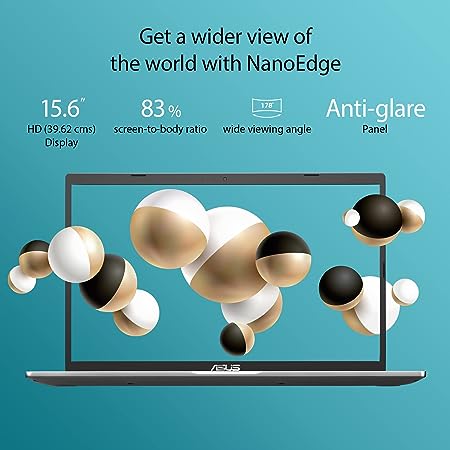 Get a wider view of
the world with NanoEdge
15.6"
HD (39.62 cms)
Display
83 %
screen-to-body ratio
178°
wide viewing angle
Anti-glare
Panel
ASUS